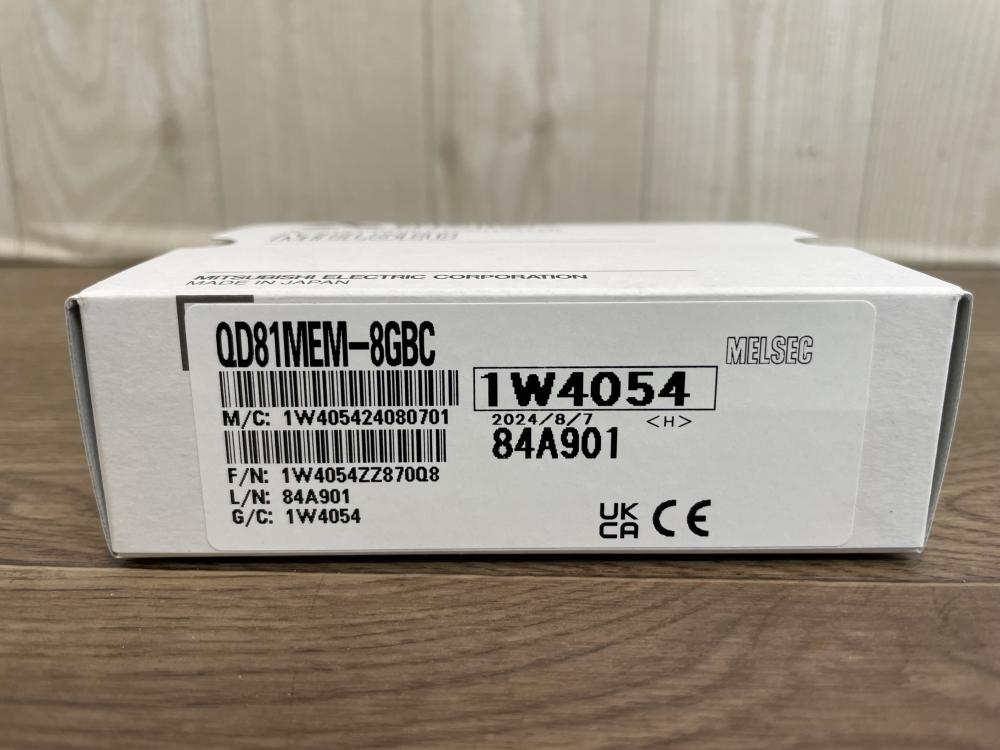 MITSUBISHI ELECTRIC CORPORATION
MADE IN JAPAN
QD81MEM-8GBC
MELSEC
1W4054
M/C: 1W405424080701
2024/8/7 <H>
84A901
F/N: 1W4054ZZ870Q8
L/N: 84A901
G/C: 1W4054
UK
CA CE